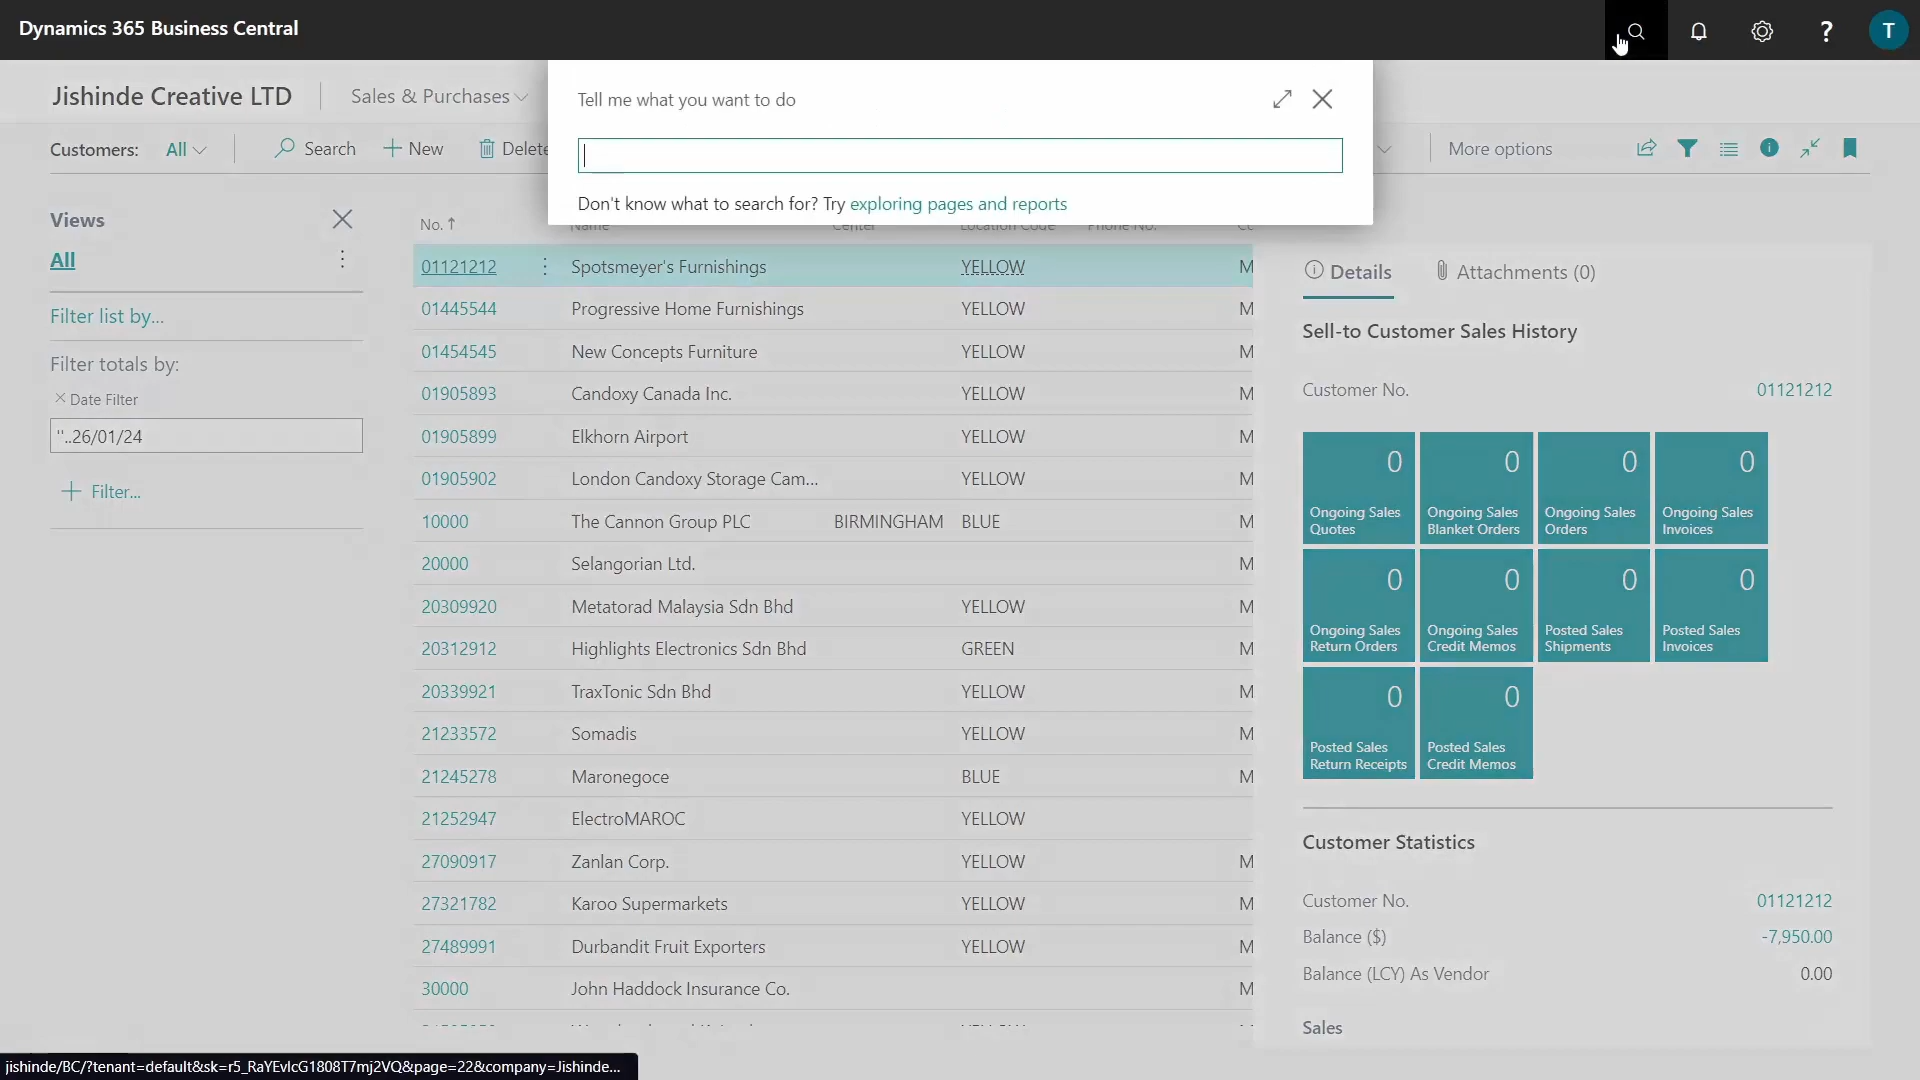 Dynamics 365 Business Central
?
T
Jishinde Creative LTD
Sales & Purchases
Tell me what you want to do
Don't know what to search for? Try exploring pages and reports
Customers: All Search New Delete
More options
Views
All
Filter list by...
Filter totals by:
Date Filter
''..26/01/24
Filter...
No. Name Center Location Code Phone No.
01121212 Spotsmeyer's Furnishings YELLOW M
01445544 Progressive Home Furnishings YELLOW M
01454545 New Concepts Furniture YELLOW M
01905893 Candoxy Canada Inc. YELLOW M
01905899 Elkhorn Airport YELLOW M
01905902 London Candoxy Storage Cam... YELLOW M
10000 The Cannon Group PLC BIRMINGHAM BLUE M
20000 Selangorian Ltd. M
20309920 Metatorad Malaysia Sdn Bhd YELLOW M
20312912 Highlights Electronics Sdn Bhd GREEN M
20339921 TraxTonic Sdn Bhd YELLOW M
21233572 Somadis YELLOW M
21245278 Maronegoce BLUE M
21252947 ElectroMAROC YELLOW
27090917 Zanlan Corp. YELLOW M
27321782 Karoo Supermarkets YELLOW M
27489991 Durbandit Fruit Exporters YELLOW M
30000 John Haddock Insurance Co. M
Details
Attachments (0)
Sell-to Customer Sales History
Customer No. 01121212
0 0 0 0
Ongoing Sales Quotes
Ongoing Sales Blanket Orders
Ongoing Sales Orders
Ongoing Sales Invoices
0 0 0 0
Ongoing Sales Return Orders
Ongoing Sales Credit Memos
Posted Sales Shipments
Posted Sales Invoices
0 0
Posted Sales Return Receipts
Posted Sales Credit Memos
Customer Statistics
Customer No. 01121212
Balance ($) -7,950.00
Balance (LCY) As Vendor 0.00
Sales
jishinde/BC/?tenant=default&sk=r5_RaYEvlcG1808T7mj2VQ&page=22&company=Jishinde...